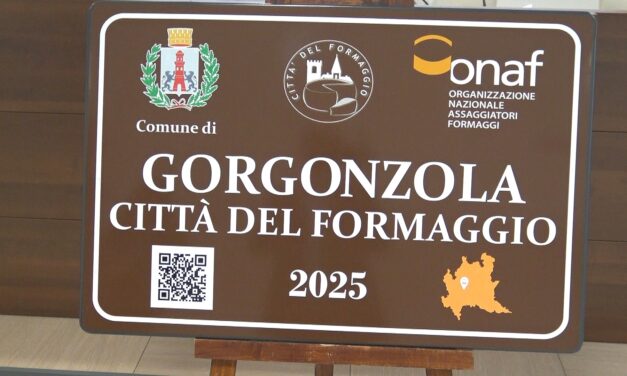 Comune di
CITTA' DEL FORMAGGIO
onaf
ORGANIZZAZIONE
NAZIONALE
ASSAGGIATORI
FORMAGGI
GORGONZOLA
CITTÀ DEL FORMAGGIO
2025